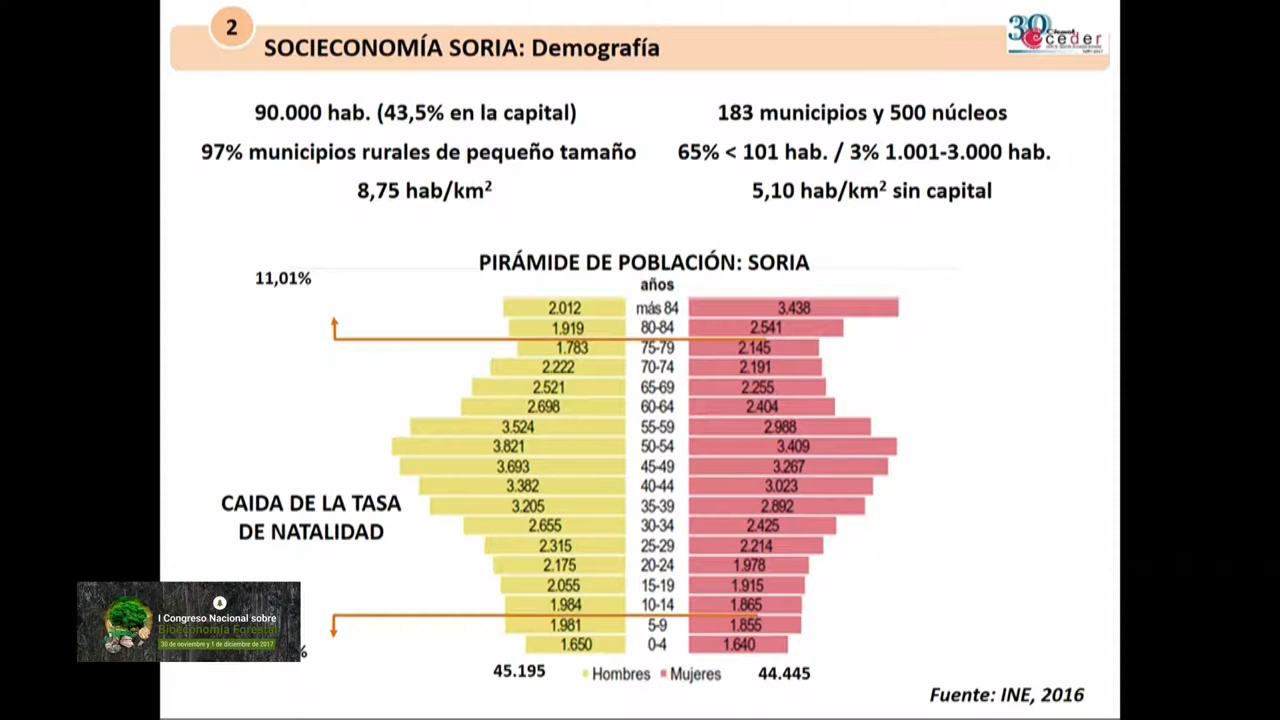 2
SOCIECONOMÍA SORIA: Demografía
30
ceder
90.000 hab. (43,5% en la capital)
183 municipios y 500 núcleos
97% municipios rurales de pequeño tamaño
65% < 101 hab. / 3% 1.001-3.000 hab.
8,75 hab/km²
5,10 hab/km² sin capital
PIRÁMIDE DE POBLACIÓN: SORIA
11,01%
años
2.012 más 84 3.438
1.919 80-84 2.541
1.783 75-79 2.145
2.222 70-74 2.191
2.521 65-69 2.255
2.698 60-64 2.404
3.524 55-59 2.988
3.821 50-54 3.409
3.693 45-49 3.267
3.382 40-44 3.023
3.205 35-39 2.892
2.655 30-34 2.425
2.315 25-29 2.214
2.175 20-24 1.978
2.055 15-19 1.915
1.984 10-14 1.865
1.981 5-9 1.855
1.650 0-4 1.640
CAIDA DE LA TASA
DE NATALIDAD
I Congreso Nacional sobre
Bioeconomía Forestal
30 de noviembre y 1 de diciembre de 2017
%
45.195 Hombres Mujeres 44.445
Fuente: INE, 2016